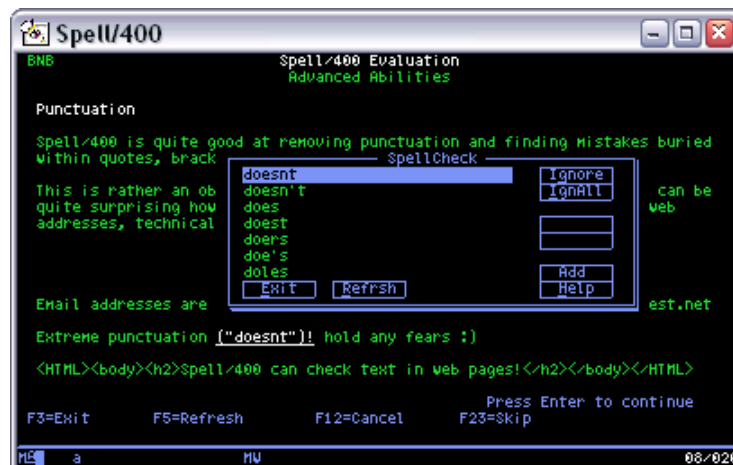 Spell/400
BNB Spell/400 Evaluation
Advanced Abilities
Punctuation
Spell/400 is quite good at removing punctuation and finding mistakes buried
within quotes, brack
SpellCheck
doesnt Ignore
This is rather an ob doesn't IgnAll can be
quite surprising how does web
addresses, technical doest
doers
doe's
doles Add
Exit Refrsh Help
Email addresses are est.net
Extreme punctuation ("doesnt")! hold any fears :)
<HTML><body><h2>Spell/400 can check text in web pages!</h2></body></HTML>
Press Enter to continue
F3=Exit F5=Refresh F12=Cancel F23=Skip
MA a MW 08/020